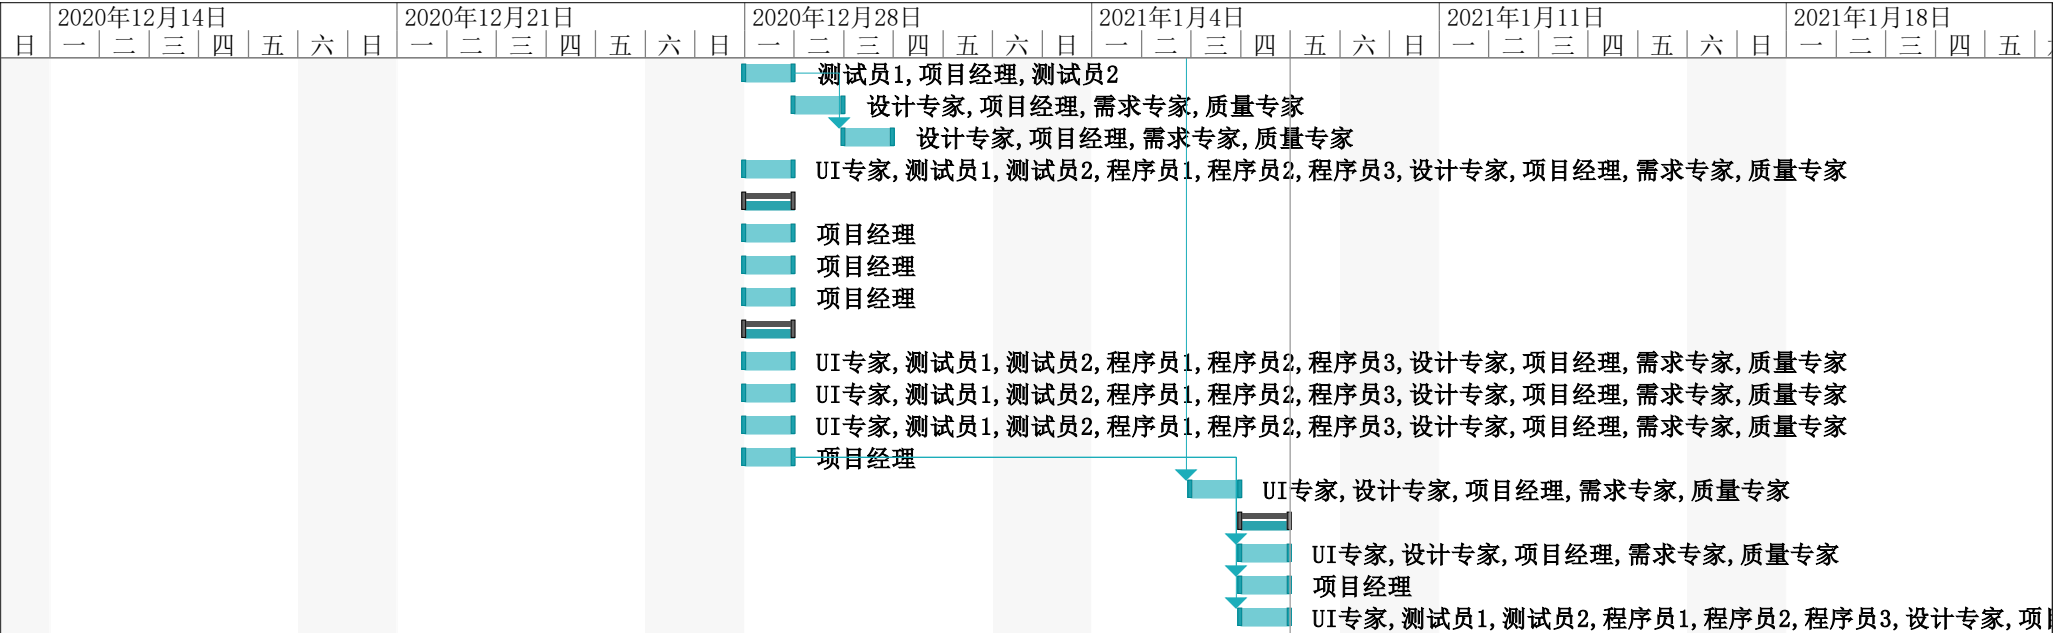 2020年12月14日 2020年12月21日 2020年12月28日 2021年1月4日 2021年1月11日 2021年1月18日
日 一 二 三 四 五 六 日 一 二 三 四 五 六 日 一 二 三 四 五 六 日 一 二 三 四 五 六 日 一 二 三 四 五 六 日 一 二 三 四 五
测试员1,项目经理,测试员2
设计专家,项目经理,需求专家,质量专家
设计专家,项目经理,需求专家,质量专家
UI专家,测试员1,测试员2,程序员1,程序员2,程序员3,设计专家,项目经理,需求专家,质量专家
项目经理
项目经理
项目经理
UI专家,测试员1,测试员2,程序员1,程序员2,程序员3,设计专家,项目经理,需求专家,质量专家
UI专家,测试员1,测试员2,程序员1,程序员2,程序员3,设计专家,项目经理,需求专家,质量专家
UI专家,测试员1,测试员2,程序员1,程序员2,程序员3,设计专家,项目经理,需求专家,质量专家
项目经理
UI专家,设计专家,项目经理,需求专家,质量专家
UI专家,设计专家,项目经理,需求专家,质量专家
项目经理
UI专家,测试员1,测试员2,程序员1,程序员2,程序员3,设计专家,项